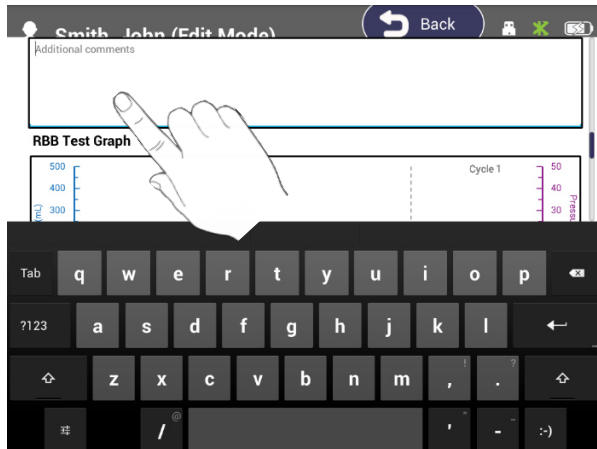 Smith, John (Edit Mode)
Back
Additional comments
RBB Test Graph
500
400
300
(mL)
Cycle 1
50
40
30
Tab q w e r t y u i o p
?123 a s d f g h j k l
z x c v b n m , ! . ?
/ @ ' " - _ :-)